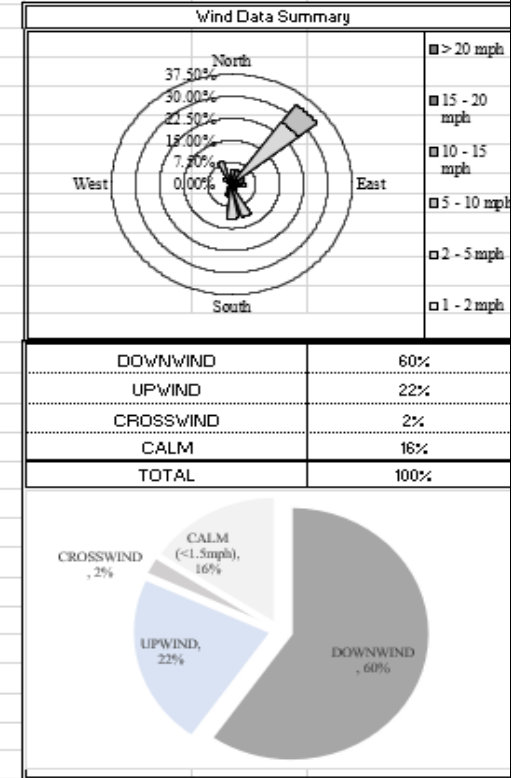 Wind Data Summary
North
37.50%
30.00%
22.50%
15.00%
7.50%
0.00%
West
East
South
> 20 mph
15 - 20
mph
10 - 15
mph
5 - 10 mph
2 - 5 mph
1 - 2 mph
DOWNWIND 60%
UPWIND 22%
CROSSWIND 2%
CALM 16%
TOTAL 100%
CALM
(<1.5mph),
16%
CROSSWIND
, 2%
UPWIND,
22%
DOWNWIND
, 60%